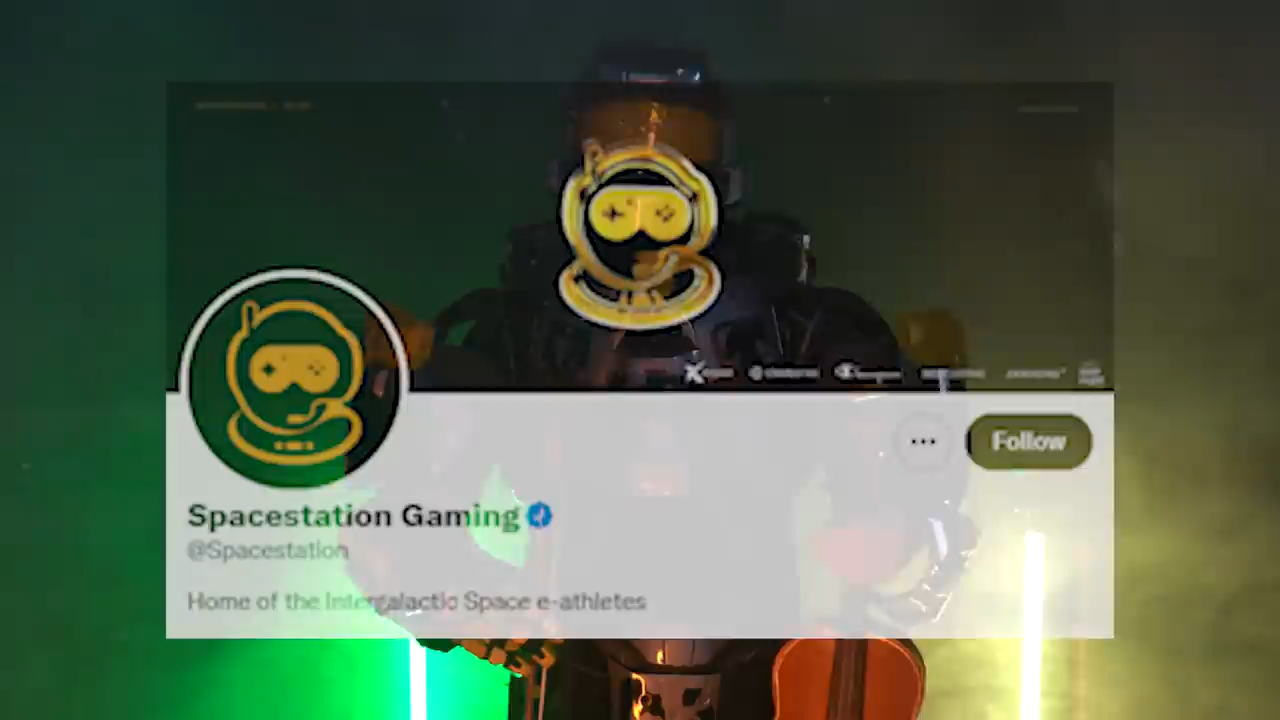 Follow
Spacestation Gaming
@Spacestation
Home of the Intergalactic Space e-athletes